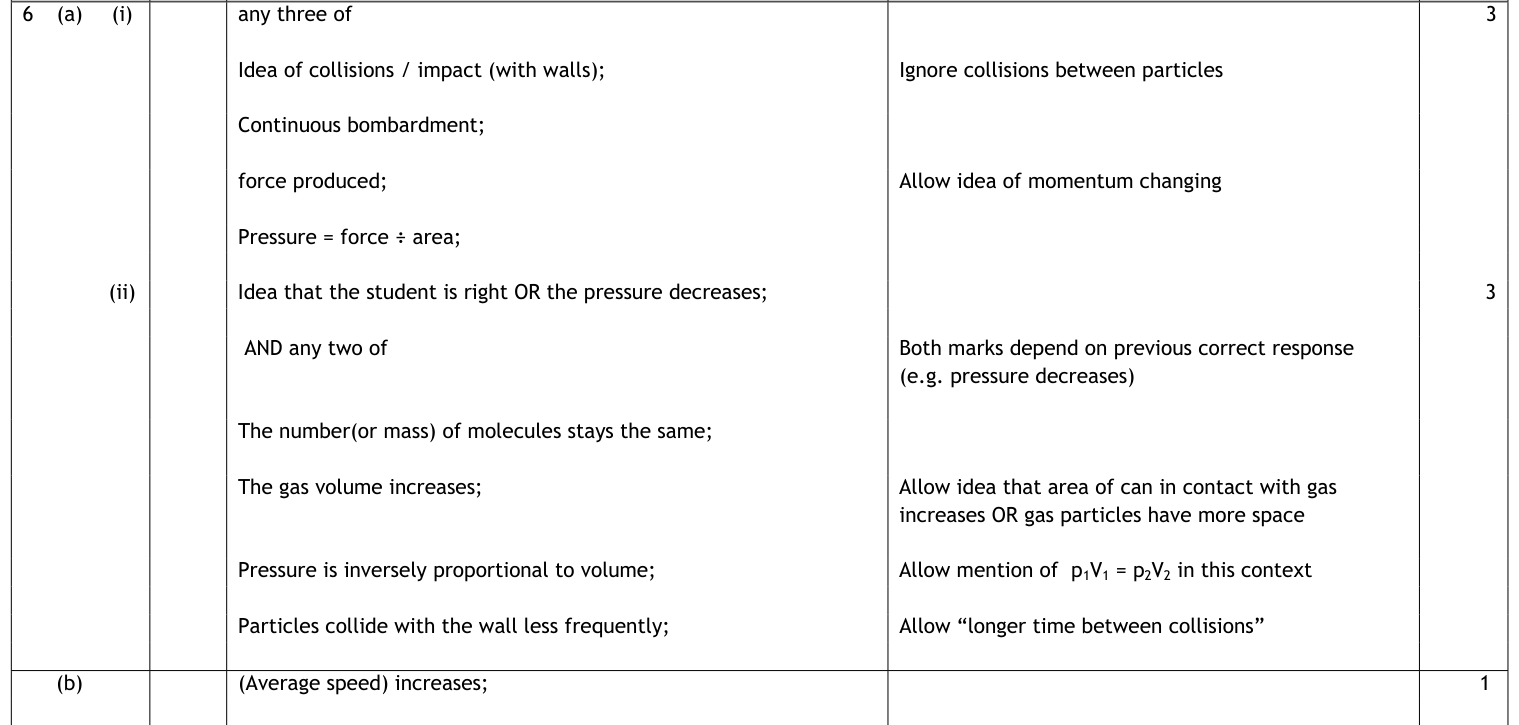 6 (a) (i) any three of 3
Idea of collisions / impact (with walls); Ignore collisions between particles
Continuous bombardment;
force produced; Allow idea of momentum changing
Pressure = force ÷ area;
(ii) Idea that the student is right OR the pressure decreases; 3
AND any two of Both marks depend on previous correct response
(e.g. pressure decreases)
The number(or mass) of molecules stays the same;
The gas volume increases; Allow idea that area of can in contact with gas
increases OR gas particles have more space
Pressure is inversely proportional to volume; Allow mention of p₁V₁ = p₂V₂ in this context
Particles collide with the wall less frequently; Allow “longer time between collisions”
(b) (Average speed) increases; 1